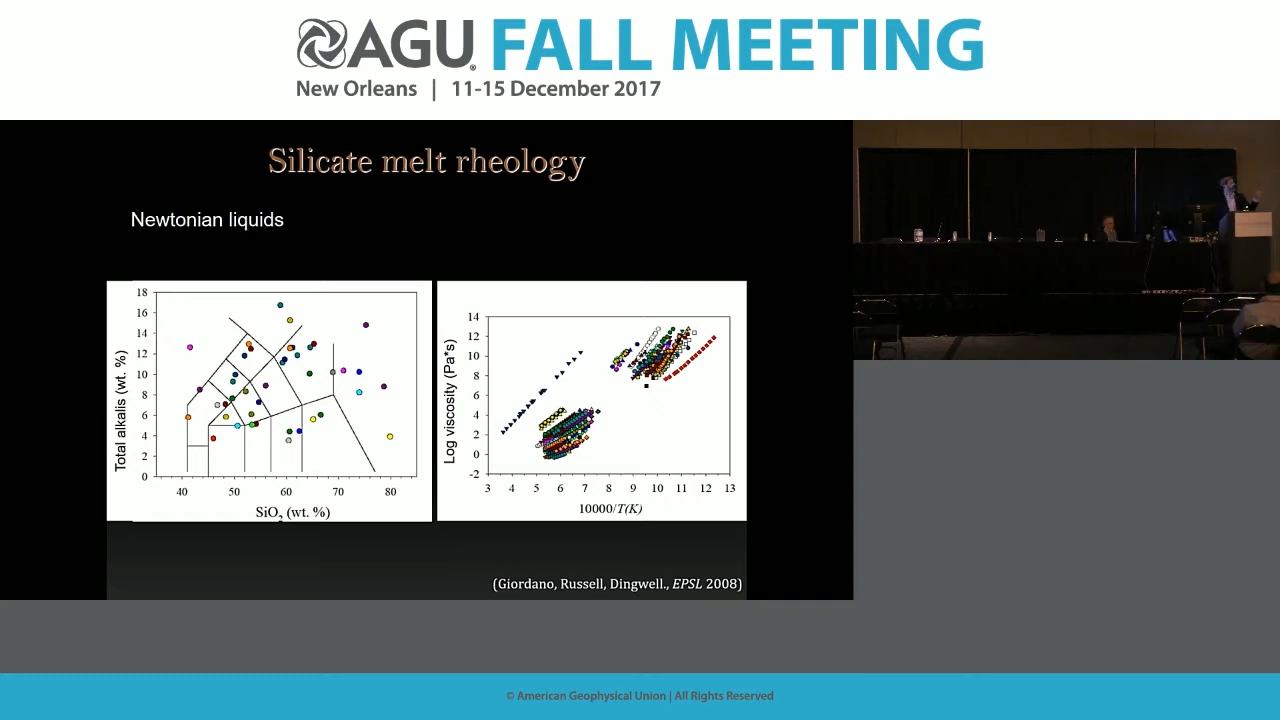 AGU FALL MEETING
New Orleans | 11-15 December 2017
Silicate melt rheology
Newtonian liquids
18
16
14
12
10
8
6
4
2
0
Total alkalis (wt. %)
40 50 60 70 80
SiO2 (wt. %)
14
12
10
8
6
4
2
0
-2
Log viscosity (Pa*s)
3 4 5 6 7 8 9 10 11 12 13
10000/T(K)
(Giordano, Russell, Dingwell., EPSL 2008)
© American Geophysical Union | All Rights Reserved